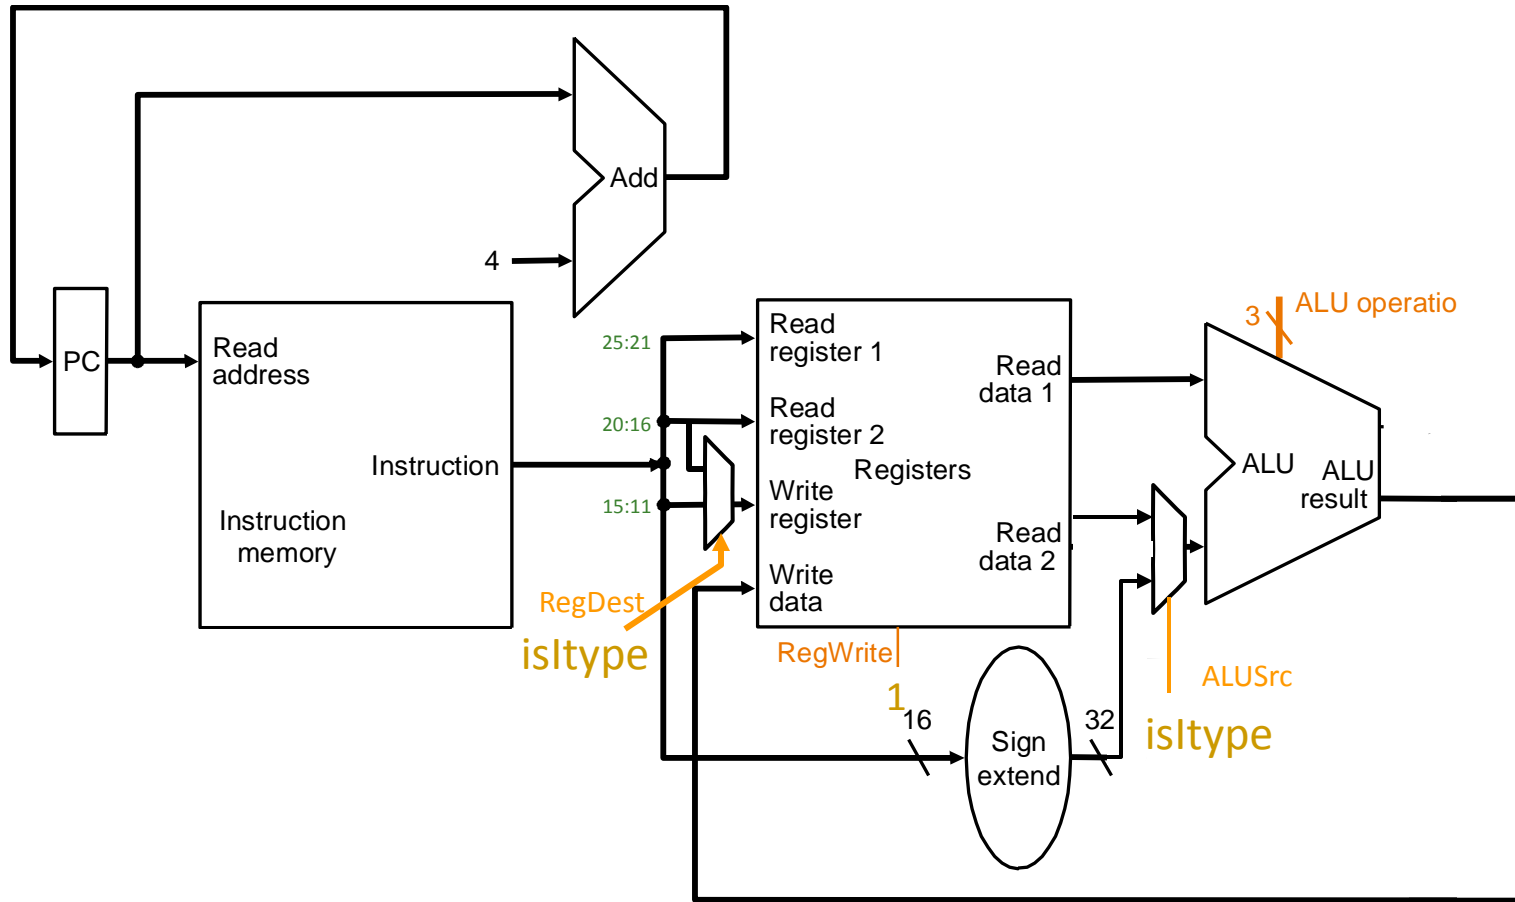 Add
4
PC
Read
address
Instruction
Instruction
memory
25:21
20:16
15:11
Read
register 1
Read
register 2
Registers
Write
register
Write
data
Read
data 1
Read
data 2
RegDest
isItype
RegWrite
1
16
Sign
extend
32
ALUSrc
isItype
3
ALU operatio
ALU
ALU
result